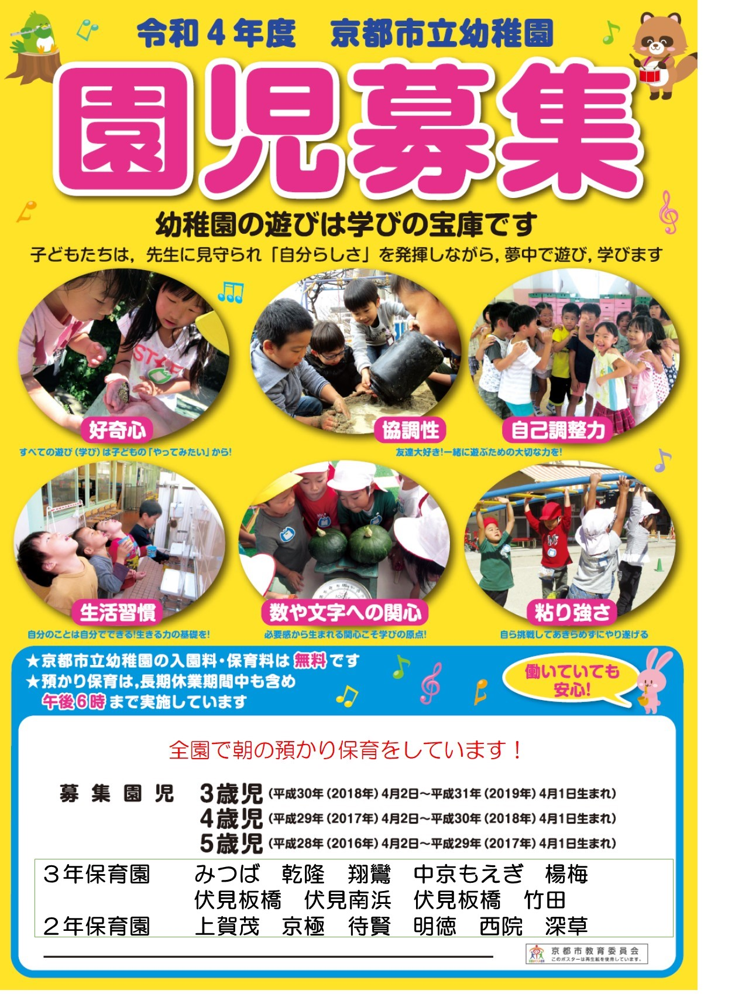 令和４年度　京都市立幼稚園
園児募集
幼稚園の遊びは学びの宝庫です
子どもたちは，先生に見守られ「自分らしさ」を発揮しながら，夢中で遊び，学びます
好奇心
協調性
自己調整力
すべての遊び（学び）は子どもの「やってみたい」から！
友達大好き！一緒に遊ぶための大切な力を！
生活習慣
数や文字への関心
粘り強さ
自分のことは自分でできる！生きる力の基礎を！
必要感から生まれる関心こそ学びの原点！
自ら挑戦してあきらめずにやり遂げる
★京都市立幼稚園の入園料・保育料は無料です
★預かり保育は，長期休業期間中も含め
午後６時まで実施しています
働いていても
安心！
全園で朝の預かり保育をしています！
募集園児　3歳児（平成30年（2018年）4月2日～平成31年（2019年）4月1日生まれ）
4歳児（平成29年（2017年）4月2日～平成30年（2018年）4月1日生まれ）
5歳児（平成28年（2016年）4月2日～平成29年（2017年）4月1日生まれ）
３年保育園　みつば　乾隆　翔鸞　中京もえぎ　楊梅
伏見板橋　伏見南浜　伏見板橋　竹田
２年保育園　上賀茂　京極　待賢　明徳　西院　深草
京都市教育委員会
このポスターは再生紙を使用しています。